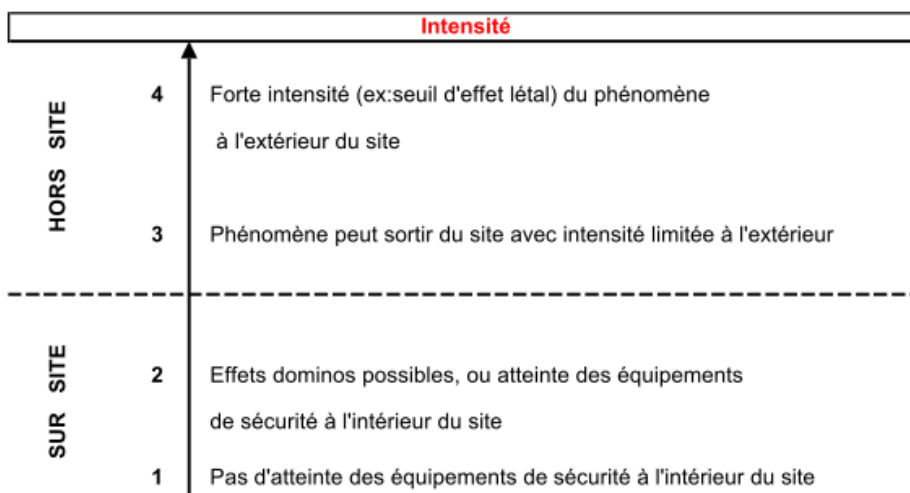 Intensité
HORS SITE
4 Forte intensité (ex:seuil d'effet létal) du phénomène
à l'extérieur du site
3 Phénomène peut sortir du site avec intensité limitée à l'extérieur
SUR SITE
2 Effets dominos possibles, ou atteinte des équipements
de sécurité à l'intérieur du site
1 Pas d'atteinte des équipements de sécurité à l'intérieur du site